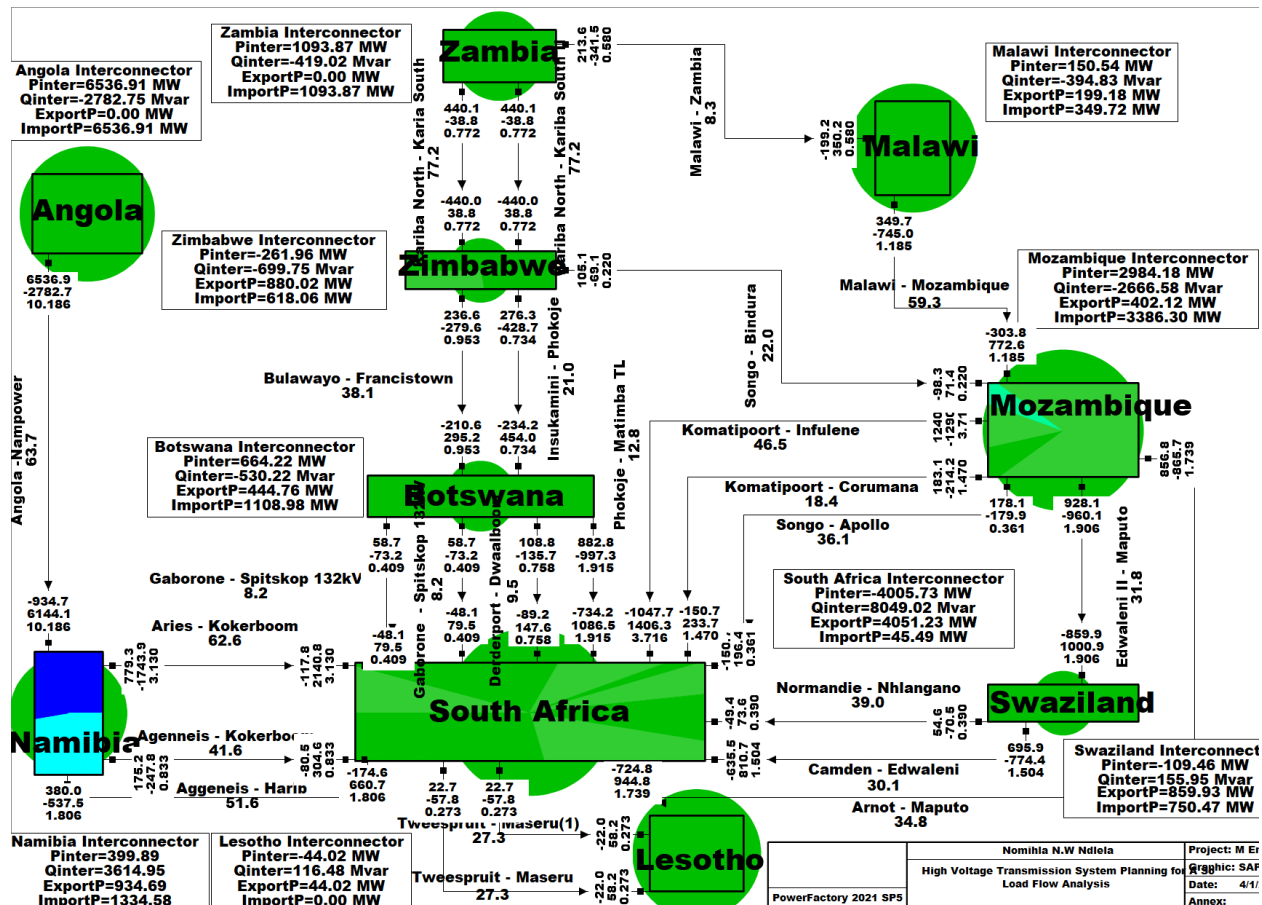 Zambia Interconnector
Pinter=1093.87 MW
Qinter=-419.02 Mvar
ExportP=0.00 MW
ImportP=1093.87 MW
Zambia
213.6
-341.5
0.580
Malawi Interconnector
Pinter=150.54 MW
Qinter=-394.83 Mvar
ExportP=199.18 MW
ImportP=349.72 MW
Angola Interconnector
Pinter=6536.91 MW
Qinter=-2782.75 Mvar
ExportP=0.00 MW
ImportP=6536.91 MW
440.1
-38.8
0.772
440.1
-38.8
0.772
Kariba North - Karia South
77.2
Kariba North - Kariba South
77.2
Malawi - Zambia
8.3
-199.2
350.2
0.580
Malawi
Angola
-440.0
38.8
0.772
-440.0
38.8
0.772
349.7
-745.0
1.185
Zimbabwe Interconnector
Pinter=-261.96 MW
Qinter=-699.75 Mvar
ExportP=880.02 MW
ImportP=618.06 MW
Zimbabwe
105.1
-69.1
0.220
Mozambique Interconnector
Pinter=2984.18 MW
Qinter=-2666.58 Mvar
ExportP=402.12 MW
ImportP=3386.30 MW
6536.9
-2782.7
10.186
Malawi - Mozambique
59.3
236.6
-279.6
0.953
276.3
-428.7
0.734
Insukamini - Phokoje
21.0
Songo - Bindura
22.0
-303.8
772.6
1.185
Bulawayo - Francistown
38.1
-98.3
71.4
0.220
Mozambique
Angola -Nampower
63.7
-210.6
295.2
0.953
-234.2
454.0
0.734
Phokoje - Matimba TL
12.8
Komatipoort - Infulene
46.5
1240
-1290
3.71
856.8
-865.7
1.739
Botswana Interconnector
Pinter=664.22 MW
Qinter=-530.22 Mvar
ExportP=444.76 MW
ImportP=1108.98 MW
Botswana
Komatipoort - Corumana
18.4
183.1
-214.2
1.470
178.1
-179.9
0.361
928.1
-960.1
1.906
Songo - Apollo
36.1
58.7
-73.2
0.409
58.7
-73.2
0.409
108.8
-135.7
0.758
882.8
-997.3
1.915
Gaborone - Spitskop 132kV
8.2
Gaborone - Spitskop 132kV
8.2
Derderport - Dwaalboom
9.5
South Africa Interconnector
Pinter=-4005.73 MW
Qinter=8049.02 Mvar
ExportP=4051.23 MW
ImportP=45.49 MW
Edwaleni II - Maputo
31.8
-934.7
6144.1
10.186
Aries - Kokerboom
62.6
-48.1
79.5
0.409
-48.1
79.5
0.409
-89.2
147.6
0.758
-734.2
1086.5
1.915
-1047.7
1406.3
3.716
-150.7
233.7
1.470
-150.
196.4
0.361
-859.9
1000.9
1.906
779.3
-1743.9
3.130
-117.8
2140.8
3.130
Normandie - Nhlangano
39.0
-49.4
73.6
0.390
54.6
-70.5
0.390
Swaziland
South Africa
Namibia
Agenneis - Kokerboo
41.6
175.2
-247.8
0.833
-80.5
304.6
0.833
-635.5
810.7
1.504
Camden - Edwaleni
30.1
695.9
-774.4
1.504
Swaziland Interconnect
Pinter=-109.46 MW
Qinter=155.95 Mvar
ExportP=859.93 MW
ImportP=750.47 MW
380.0
-537.5
1.806
Aggeneis - Harib
51.6
-174.6
660.7
1.806
22.7
-57.8
0.273
22.7
-57.8
0.273
-724.8
944.8
1.739
Arnot - Maputo
34.8
Tweespruit - Maseru(1)
27.3
-22.0
58.2
0.273
Lesotho
Tweespruit - Maseru
27.3
-22.0
58.2
0.273
Namibia Interconnector
Pinter=399.89
Qinter=3614.95
ExportP=934.69
ImportP=1334.58
Lesotho Interconnector
Pinter=-44.02 MW
Qinter=116.48 Mvar
ExportP=44.02 MW
ImportP=0.00 MW
PowerFactory 2021 SP5
Nomihla N.W Ndlela
High Voltage Transmission System Planning for
Load Flow Analysis
Project: M
Graphic: SAP
Date: 4/1/
Annex: